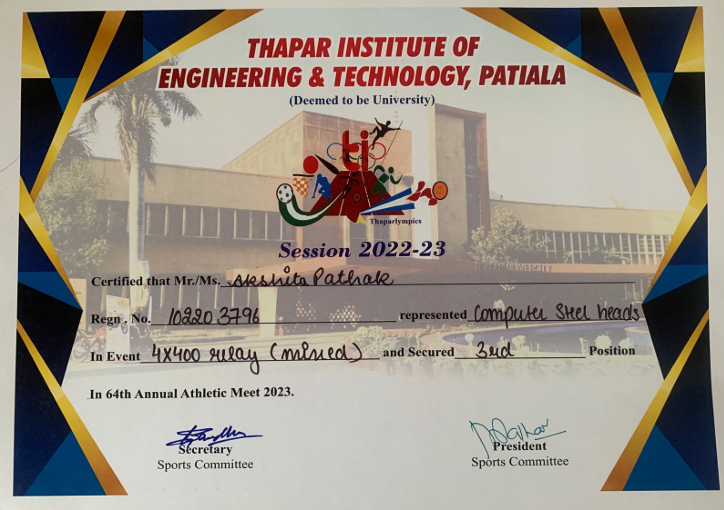 THAPAR INSTITUTE OF
ENGINEERING & TECHNOLOGY, PATIALA
(Deemed to be University)
Thaparlympics
Session 2022-23
Certified that Mr./Ms. Akshita Pathak
Regn. No. 102203796 represented Computer Steel heads
In Event 4X400 relay (mixed) and Secured 3rd Position
In 64th Annual Athletic Meet 2023.
Secretary President
Sports Committee Sports Committee